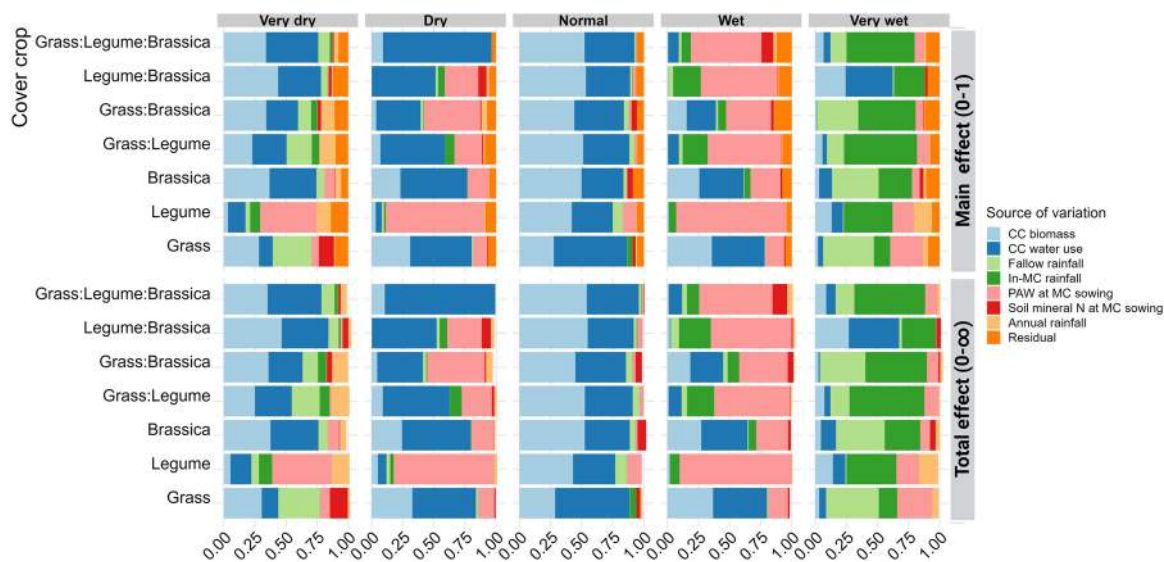 Very dry
Dry
Normal
Wet
Very wet
Cover crop
Grass:Legume:Brassica
Legume:Brassica
Grass:Brassica
Grass:Legume
Brassica
Legume
Grass
Main effect (0-1)
Grass:Legume:Brassica
Legume:Brassica
Grass:Brassica
Grass:Legume
Brassica
Legume
Grass
Total effect (0-∞)
Source of variation
CC biomass
CC water use
Fallow rainfall
In-MC rainfall
PAW at MC sowing
Soil mineral N at MC sowing
Annual rainfall
Residual
0.00 0.25 0.50 0.75 1.00 0.00 0.25 0.50 0.75 1.00 0.00 0.25 0.50 0.75 1.00 0.00 0.25 0.50 0.75 1.00 0.00 0.25 0.50 0.75 1.00